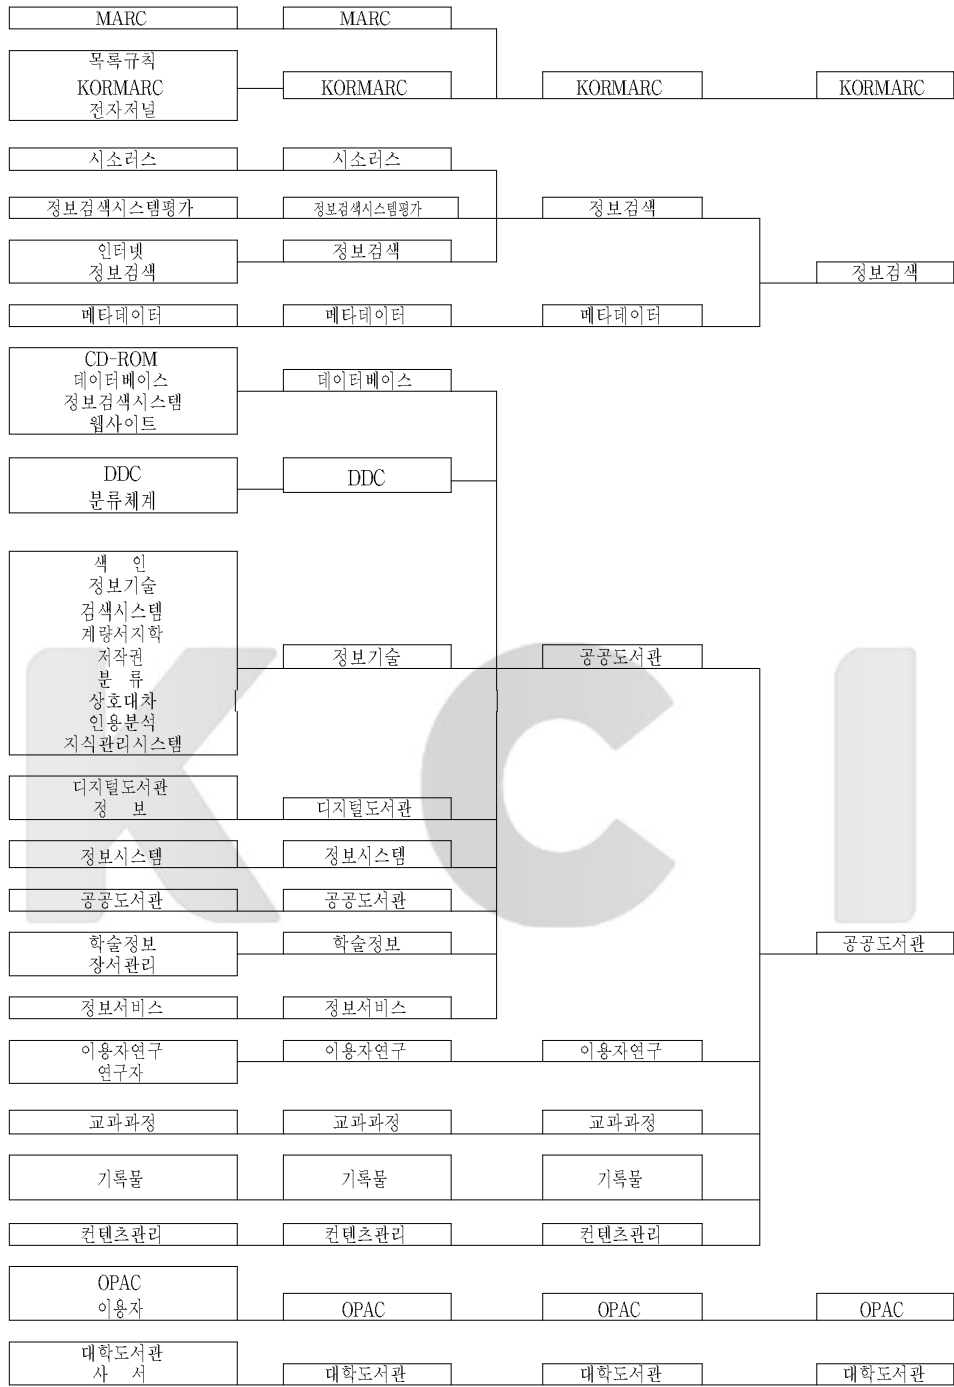 MARC MARC
목록규칙
KORMARC KORMARC KORMARC KORMARC
전자저널
시소러스 시소러스
정보검색시스템평가 정보검색시스템평가 정보검색
인터넷 정보검색
정보검색 정보검색
메타데이터 메타데이터 메타데이터
CD-ROM
데이터베이스 데이터베이스
정보검색시스템
웹사이트
DDC DDC
분류체계
색 인
정보기술
검색시스템
계량서지학
저작권 정보기술 공공도서관
분 류
상호대차
인용분석
지식관리시스템
디지털도서관
정 보 디지털도서관
정보시스템 정보시스템
공공도서관 공공도서관
학술정보 학술정보 공공도서관
장서관리
정보서비스 정보서비스
이용자연구 이용자연구 이용자연구
연구자
교과과정 교과과정 교과과정
기록물 기록물 기록물
컨텐츠관리 컨텐츠관리 컨텐츠관리
OPAC
이용자 OPAC OPAC OPAC
대학도서관
사 서 대학도서관 대학도서관 대학도서관
KCI